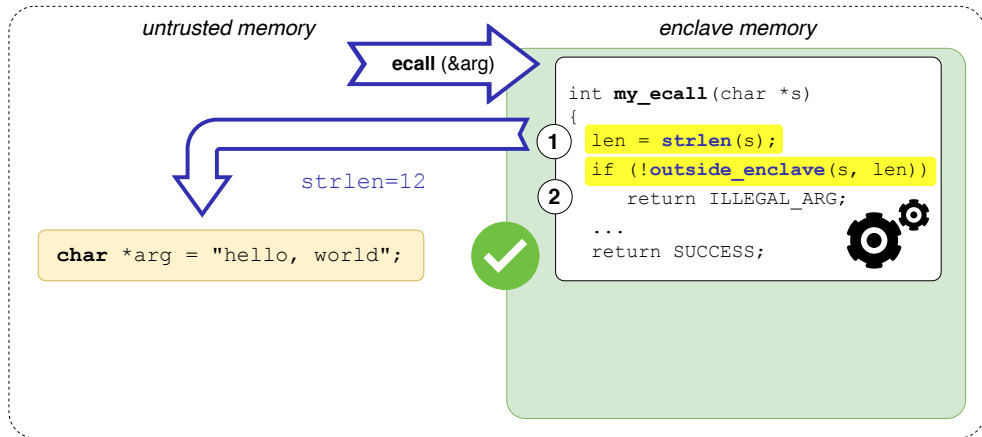 untrusted memory
enclave memory
ecall (&arg)
int my_ecall(char *s)
{
1
len = strlen(s);
if (!outside_enclave(s, len))
2
return ILLEGAL_ARG;
...
return SUCCESS;
strlen=12
char *arg = "hello, world";